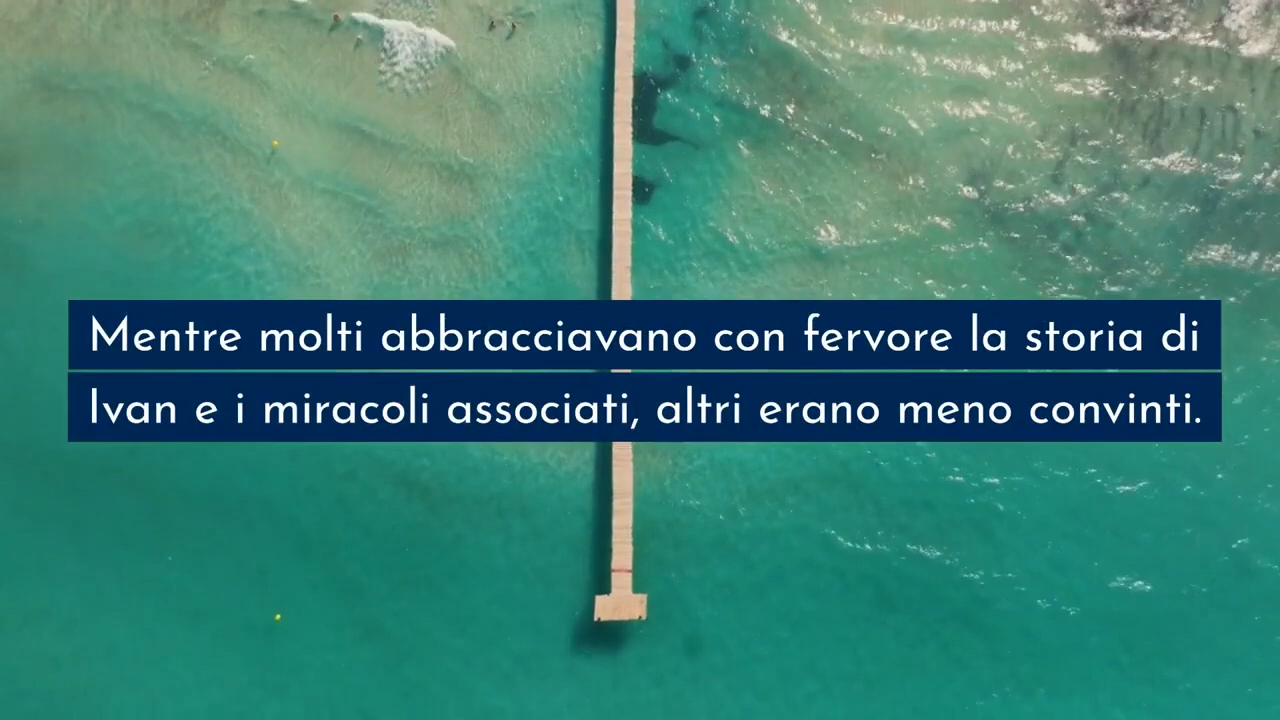 Mentre molti abbracciavano con fervore la storia di
Ivan e i miracoli associati, altri erano meno convinti.